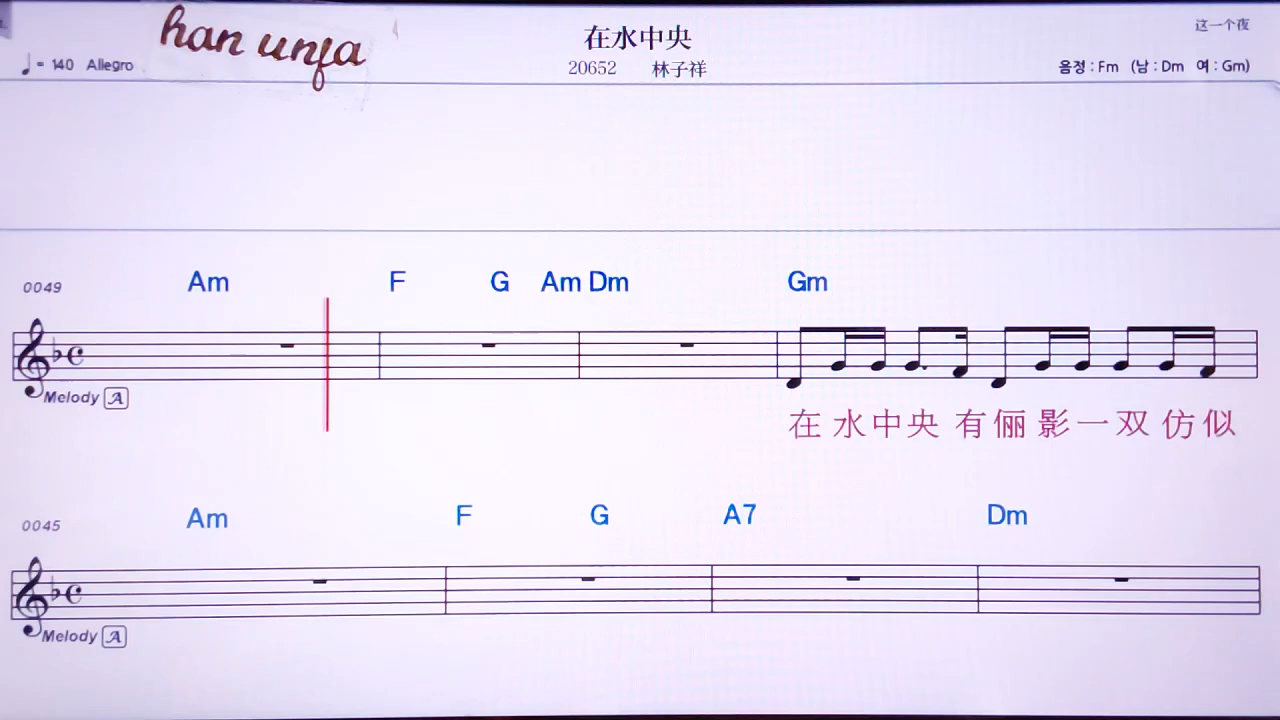 han unfa
在水中央
这一个夜
♩ = 140 Allegro
20652 林子祥
음정 : Fm (남 : Dm 여 : Gm)
0049 Am F G Am Dm Gm
Melody A
在 水 中 央 有 俪 影 一 双 仿 似
0045 Am F G A7 Dm
Melody A